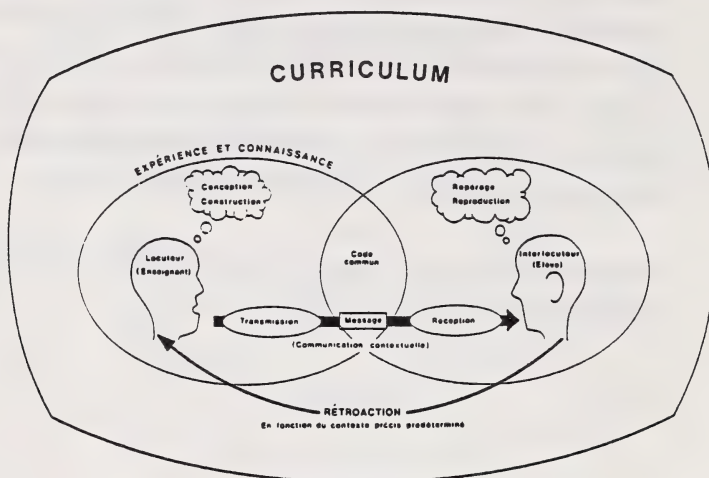 CURRICULUM
EXPÉRIENCE ET CONNAISSANCE
Conception
Construction
Repérage
Reproduction
Locuteur
(Enseignant)
Code
commun
Interlocuteur
(Elève)
Transmission
Message
Réception
(Communication contextuelle)
RÉTROACTION
En fonction du contexte précis prédéterminé